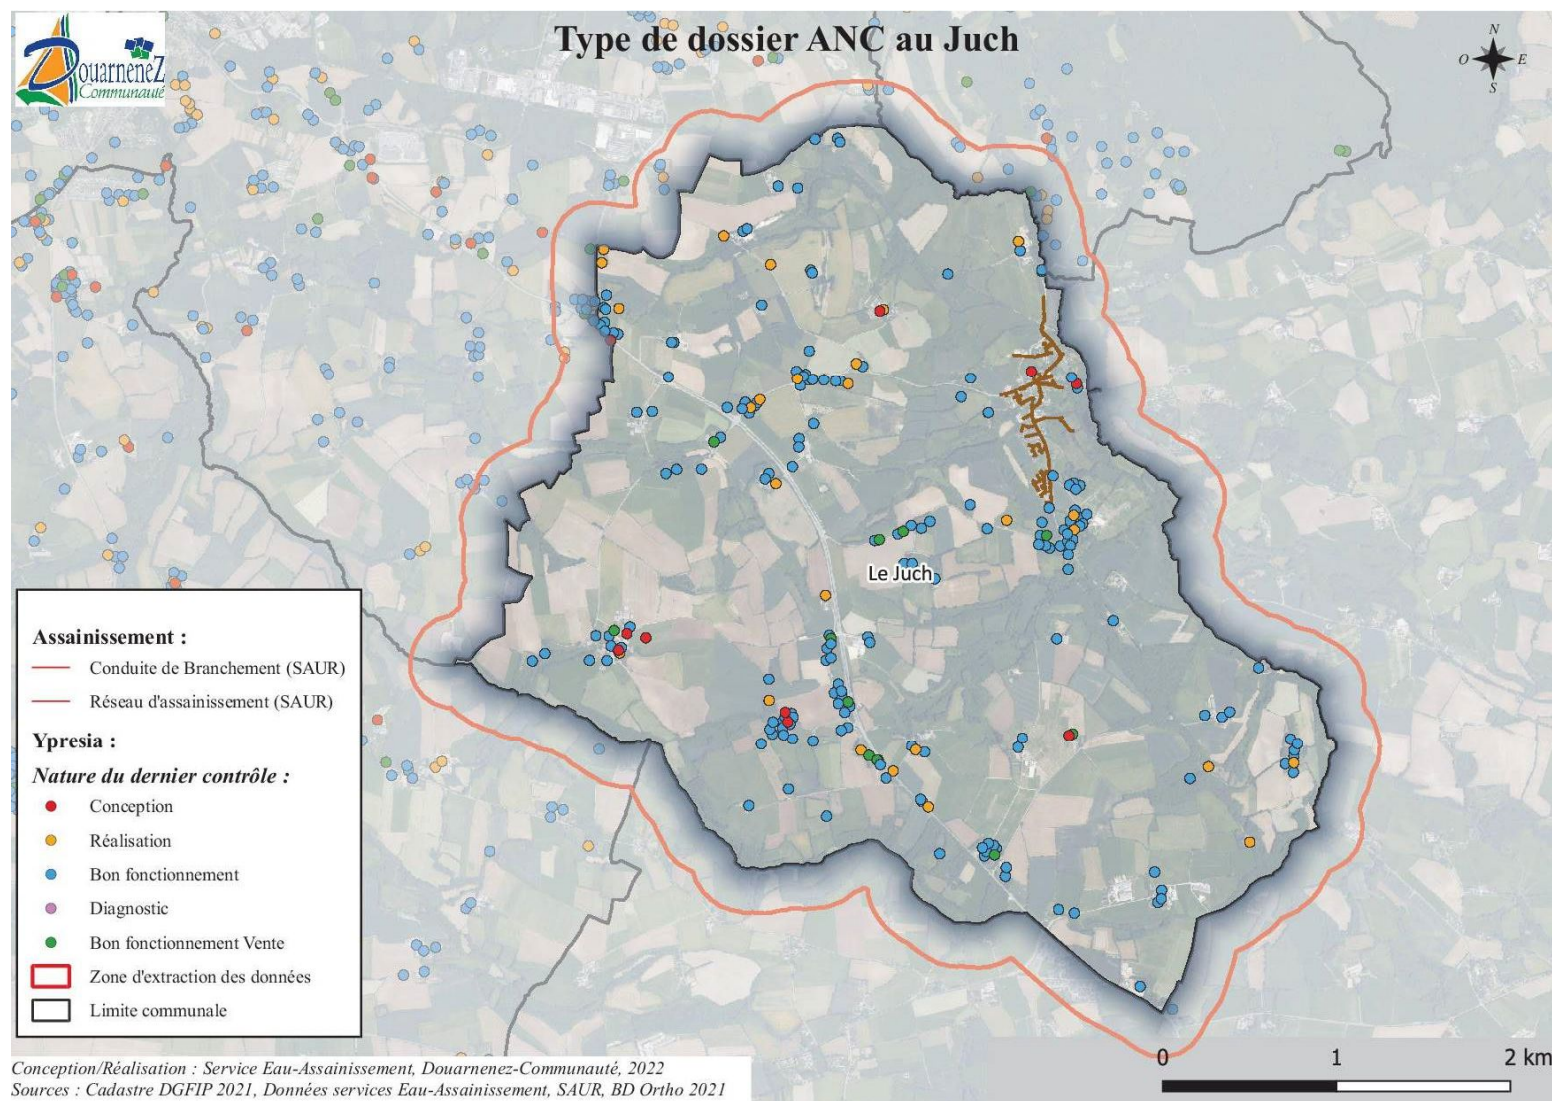 Type de dossier ANC au Juch
DouarneneZ
Communauté
N
O
E
S
Le Juch
Assainissement :
Conduite de Branchement (SAUR)
Réseau d'assainissement (SAUR)
Ypresia :
Nature du dernier contrôle :
Conception
Réalisation
Bon fonctionnement
Diagnostic
Bon fonctionnement Vente
Zone d'extraction des données
Limite communale
Conception/Réalisation : Service Eau-Assainissement, Douarnenez-Communauté, 2022
Sources : Cadastre DGFIP 2021, Données services Eau-Assainissement, SAUR, BD Ortho 2021
0 1 2 km